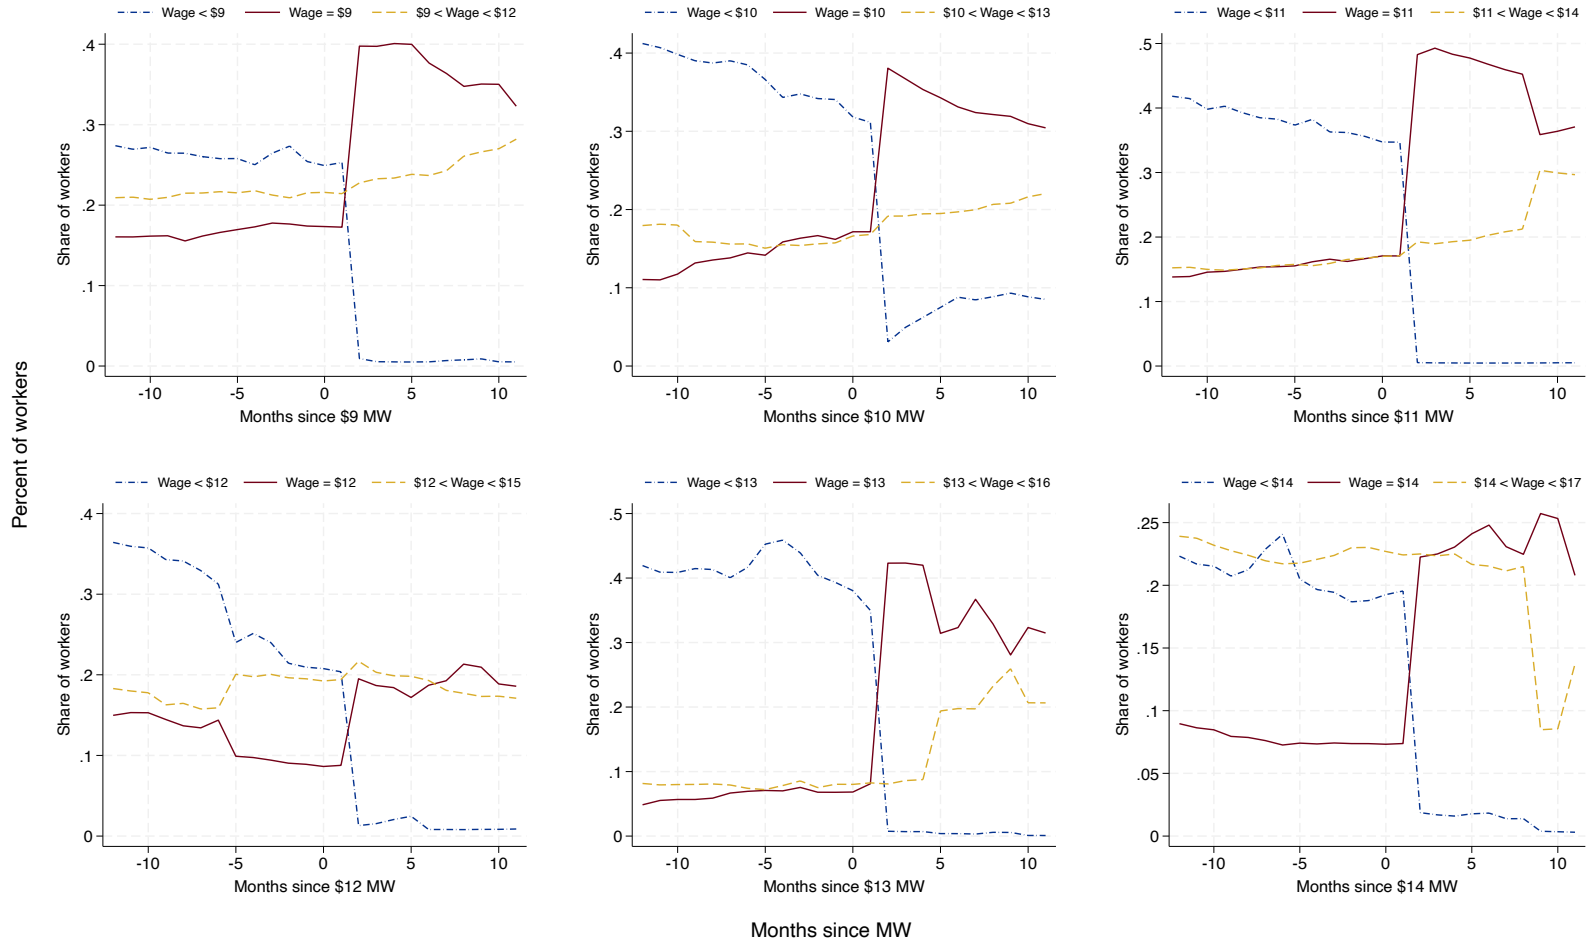 Percent of workers
Wage < $9 Wage = $9 $9 < Wage < $12
Share of workers
.4
.3
.2
.1
0
-10 -5 0 5 10
Months since $9 MW
Wage < $10 Wage = $10 $10 < Wage < $13
Share of workers
.4
.3
.2
.1
0
-10 -5 0 5 10
Months since $10 MW
Wage < $11 Wage = $11 $11 < Wage < $14
Share of workers
.5
.4
.3
.2
.1
0
-10 -5 0 5 10
Months since $11 MW
Wage < $12 Wage = $12 $12 < Wage < $15
Share of workers
.4
.3
.2
.1
0
-10 -5 0 5 10
Months since $12 MW
Wage < $13 Wage = $13 $13 < Wage < $16
Share of workers
.5
.4
.3
.2
.1
0
-10 -5 0 5 10
Months since $13 MW
Wage < $14 Wage = $14 $14 < Wage < $17
Share of workers
.25
.2
.15
.1
.05
0
-10 -5 0 5 10
Months since $14 MW
Months since MW